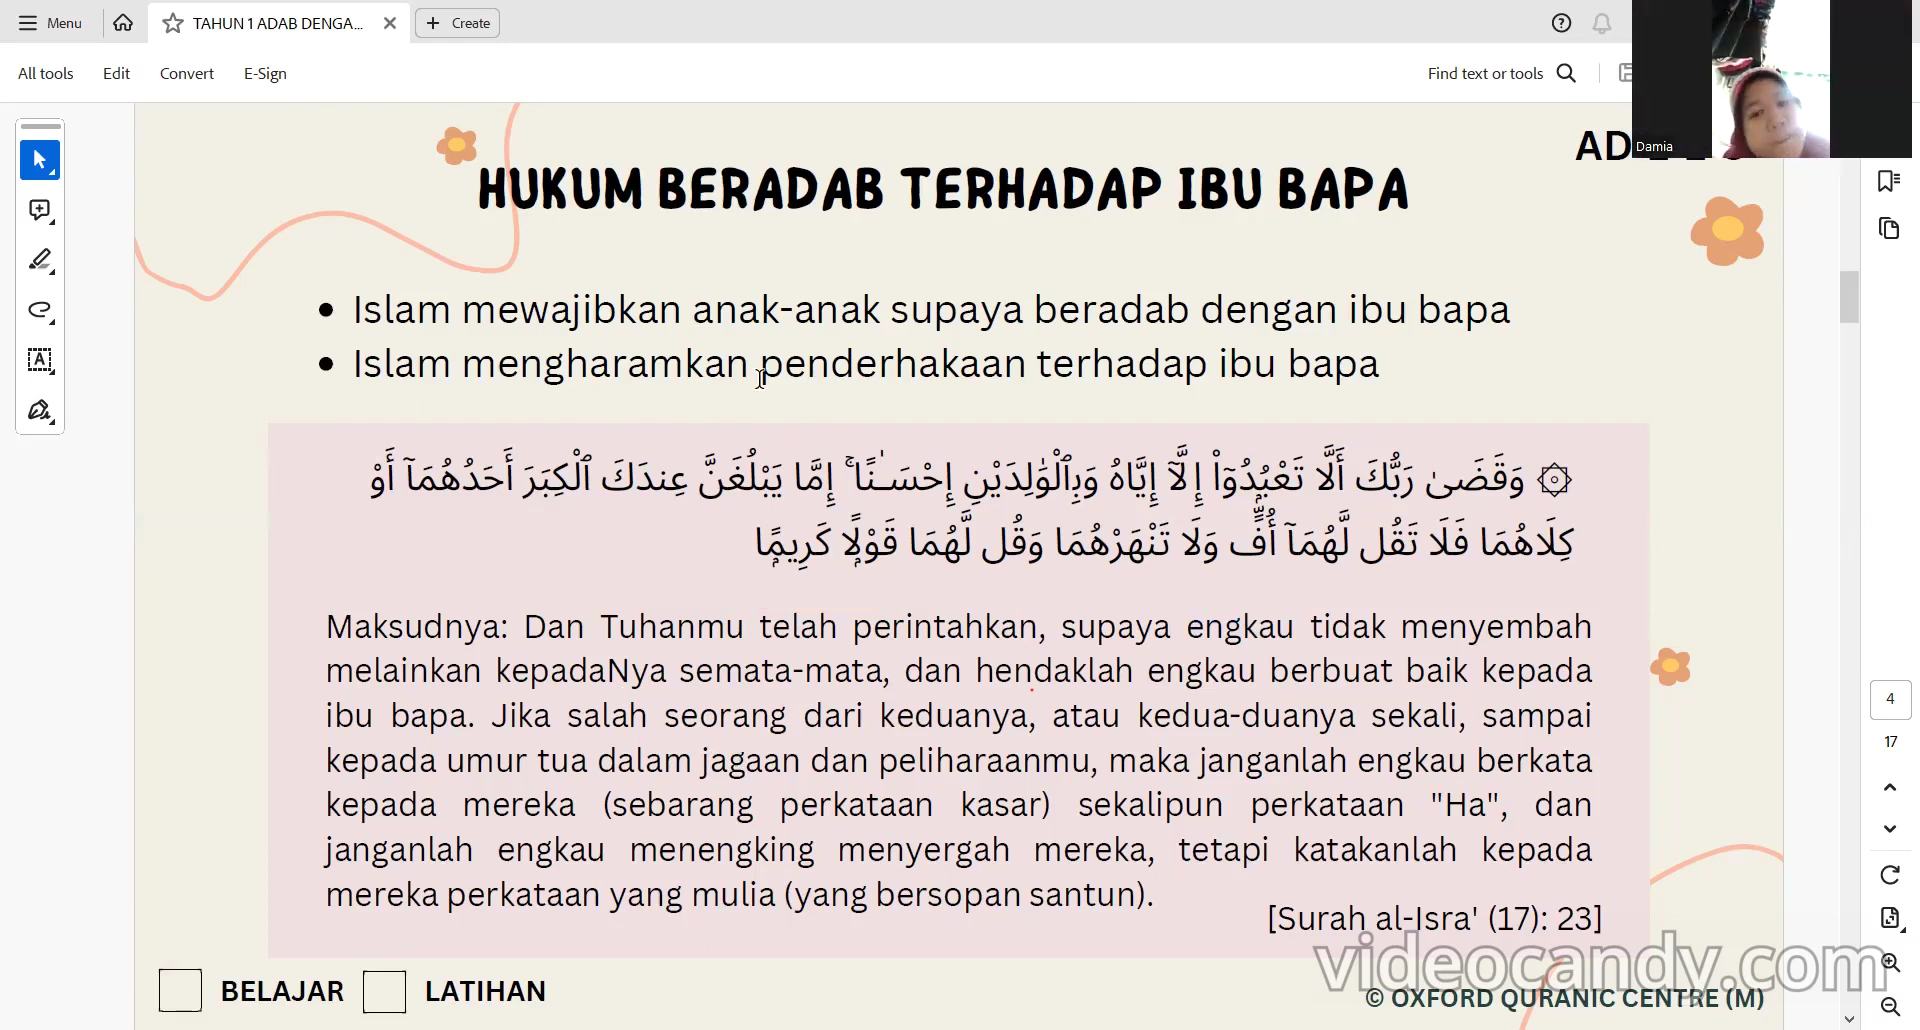 Menu
TAHUN 1 ADAB DENGA...
Create
All tools
Edit
Convert
E-Sign
Find text or tools
Damia
AD
HUKUM BERADAB TERHADAP IBU BAPA
• Islam mewajibkan anak-anak supaya beradab dengan ibu bapa
• Islam mengharamkan penderhakaan terhadap ibu bapa
۞ وَقَضَىٰ رَبُّكَ أَلَّا تَعْبُدُوٓا۟ إِلَّآ إِيَّاهُ وَبِٱلْوَٰلِدَيْنِ إِحْسَـٰنًا ۚ إِمَّا يَبْلُغَنَّ عِندَكَ ٱلْكِبَرَ أَحَدُهُمَآ أَوْ
كِلَاهُمَا فَلَا تَقُل لَّهُمَآ أُفٍّۢ وَلَا تَنْهَرْهُمَا وَقُل لَّهُمَا قَوْلًۭا كَرِيمًۭا
Maksudnya: Dan Tuhanmu telah perintahkan, supaya engkau tidak menyembah
melainkan kepadaNya semata-mata, dan hendaklah engkau berbuat baik kepada
ibu bapa. Jika salah seorang dari keduanya, atau kedua-duanya sekali, sampai
kepada umur tua dalam jagaan dan peliharaanmu, maka janganlah engkau berkata
kepada mereka (sebarang perkataan kasar) sekalipun perkataan "Ha", dan
janganlah engkau menengking menyergah mereka, tetapi katakanlah kepada
mereka perkataan yang mulia (yang bersopan santun).
[Surah al-Isra' (17): 23]
4
17
BELAJAR
LATIHAN
videocandy.com
© OXFORD QURANIC CENTRE (M)